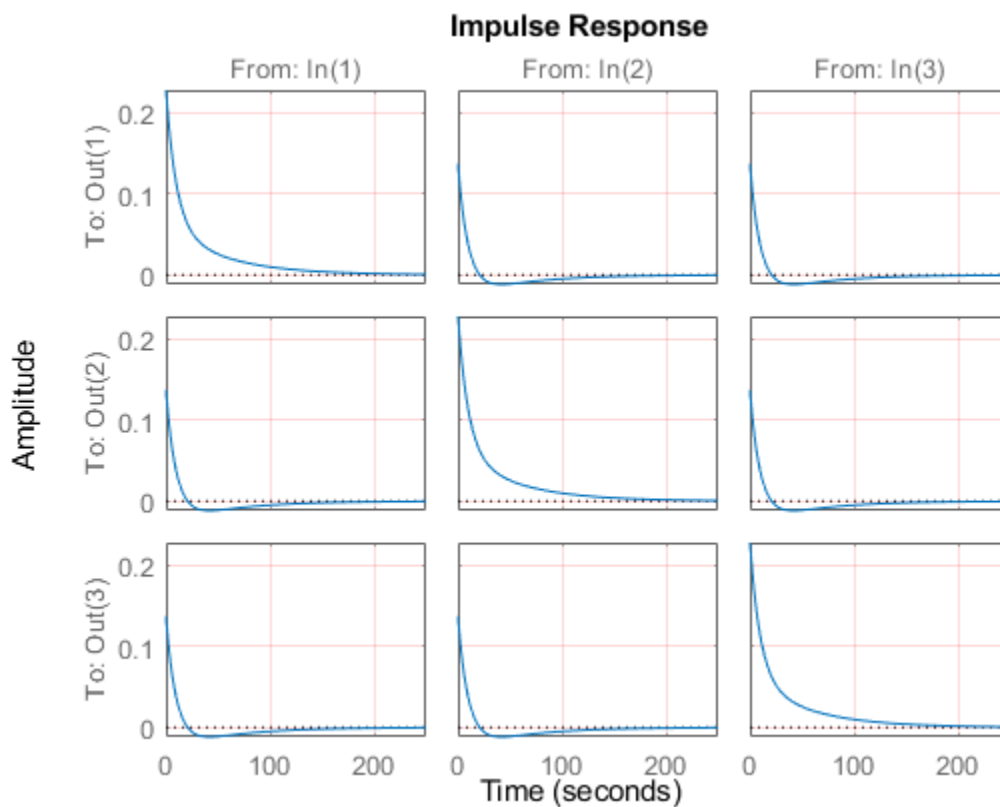 Impulse Response
From: In(1)
From: In(2)
From: In(3)
To: Out(1)
0.2
0.1
0
Amplitude
To: Out(2)
0.2
0.1
0
To: Out(3)
0.2
0.1
0
0 100 200
0 100 200
0 100 200
Time (seconds)